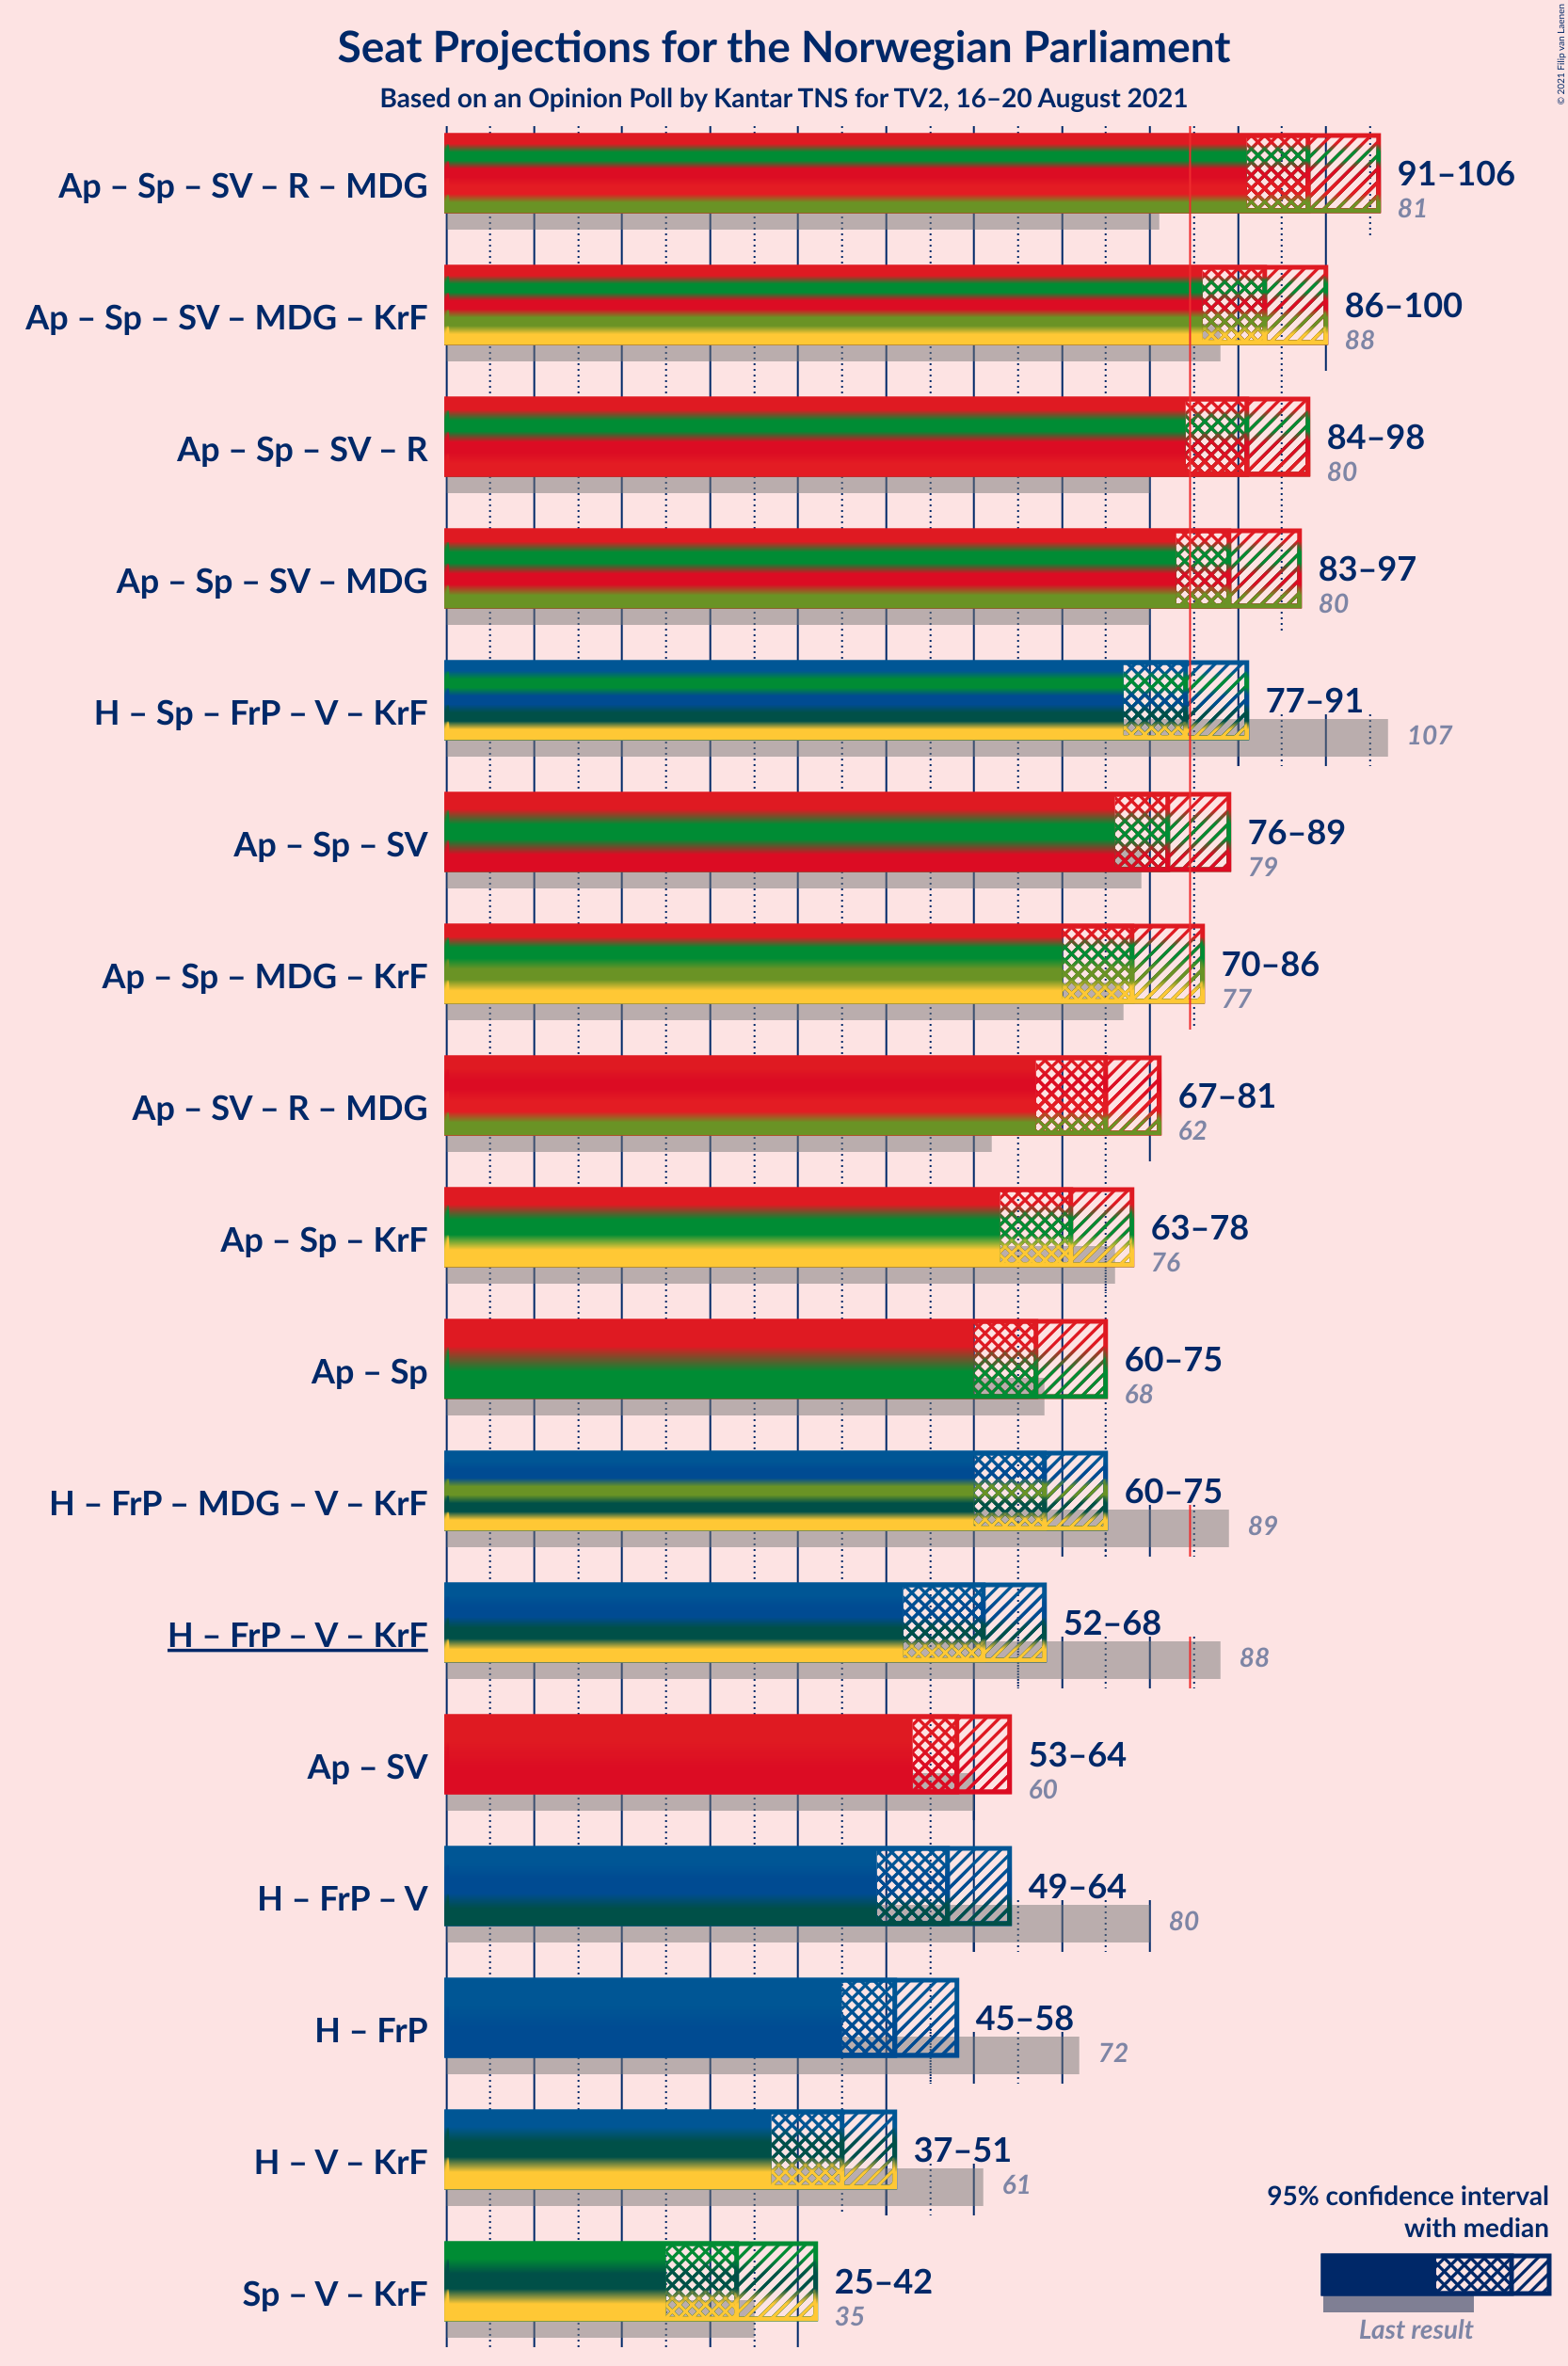 Seat Projections for the Norwegian Parliament
Based on an Opinion Poll by Kantar TNS for TV2, 16–20 August 2021
© 2021 Filip van Laenen
Ap – Sp – SV – R – MDG
91–106
81
Ap – Sp – SV – MDG – KrF
86–100
88
Ap – Sp – SV – R
84–98
80
Ap – Sp – SV – MDG
83–97
80
H – Sp – FrP – V – KrF
77–91
107
Ap – Sp – SV
76–89
79
Ap – Sp – MDG – KrF
70–86
77
Ap – SV – R – MDG
67–81
62
Ap – Sp – KrF
63–78
76
Ap – Sp
60–75
68
H – FrP – MDG – V – KrF
60–75
89
H – FrP – V – KrF
52–68
88
Ap – SV
53–64
60
H – FrP – V
49–64
80
H – FrP
45–58
72
H – V – KrF
37–51
61
Sp – V – KrF
25–42
35
95% confidence interval
with median
Last result